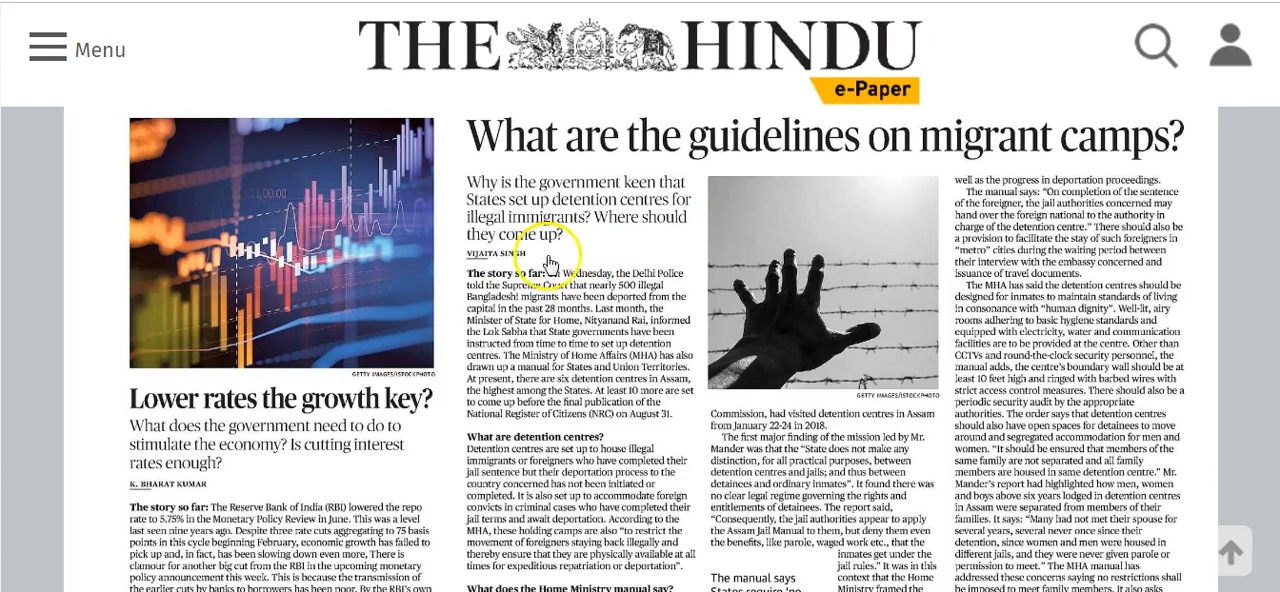 Menu
THE HINDU
e-Paper
11,00.00
GETTY IMAGES/ISTOCKPHOTO
Lower rates the growth key?
What does the government need to do to
stimulate the economy? Is cutting interest
rates enough?
K. BHARAT KUMAR
The story so far: The Reserve Bank of India (RBI) lowered the repo
rate to 5.75% in the Monetary Policy Review in June. This was a level
last seen nine years ago. Despite three rate cuts aggregating to 75 basis
points in this cycle beginning February, economic growth has failed to
pick up and, in fact, has been slowing down even more, There is
clamour for another big cut from the RBI in the upcoming monetary
policy announcement this week. This is because the transmission of
the earlier cuts by banks to borrowers has been poor. By the RBI's own
What are the guidelines on migrant camps?
Why is the government keen that
States set up detention centres for
illegal immigrants? Where should
they come up?
VIJAITA SINGH
The story so far: On Wednesday, the Delhi Police
told the Supreme Court that nearly 500 illegal
Bangladeshi migrants have been deported from the
capital in the past 28 months. Last month, the
Minister of State for Home, Nityanand Rai, informed
the Lok Sabha that State governments have been
instructed from time to time to set up detention
centres. The Ministry of Home Affairs (MHA) has also
drawn up a manual for States and Union Territories.
At present, there are six detention centres in Assam,
the highest among the States. At least 10 more are set
to come up before the final publication of the
National Register of Citizens (NRC) on August 31.
What are detention centres?
Detention centres are set up to house illegal
immigrants or foreigners who have completed their
jail sentence but their deportation process to the
country concerned has not been initiated or
completed. It is also set up to accommodate foreign
convicts in criminal cases who have completed their
jail terms and await deportation. According to the
MHA, these holding camps are also "to restrict the
movement of foreigners staying back illegally and
thereby ensure that they are physically available at all
times for expeditious repatriation or deportation".
What does the Home Ministry manual say?
GETTY IMAGES/ISTOCKPHOTO
Commission, had visited detention centres in Assam
from January 22-24 in 2018.
The first major finding of the mission led by Mr.
Mander was that the "State does not make any
distinction, for all practical purposes, between
detention centres and jails; and thus between
detainees and ordinary inmates". It found there was
no clear legal regime governing the rights and
entitlements of detainees. The report said,
"Consequently, the jail authorities appear to apply
the Assam Jail Manual to them, but deny them even
the benefits, like parole, waged work etc., that the
inmates get under the
jail rules." It was in this
context that the Home
Ministry framed the
The manual says
States require 'no
well as the progress in deportation proceedings.
The manual says: "On completion of the sentence
of the foreigner, the jail authorities concerned may
hand over the foreign national to the authority in
charge of the detention centre." There should also be
a provision to facilitate the stay of such foreigners in
"metro" cities during the waiting period between
their interview with the embassy concerned and
issuance of travel documents.
The MHA has said the detention centres should be
designed for inmates to maintain standards of living
in consonance with "human dignity". Well-lit, airy
rooms adhering to basic hygiene standards and
equipped with electricity, water and communication
facilities are to be provided at the centre. Other than
CCTVs and round-the-clock security personnel, the
manual adds, the centre's boundary wall should be at
least 10 feet high and ringed with barbed wires with
strict access control measures. There should also be a
periodic security audit by the appropriate
authorities. The order says that detention centres
should also have open spaces for detainees to move
around and segregated accommodation for men and
women. "It should be ensured that members of the
same family are not separated and all family
members are housed in same detention centre." Mr.
Mander's report had highlighted how men, women
and boys above six years lodged in detention centres
in Assam were separated from members of their
families. It says: "Many had not met their spouse for
several years, several never once since their
detention, since women and men were housed in
different jails, and they were never given parole or
permission to meet." The MHA manual has
addressed these concerns saying no restrictions shall
be imposed to meet family members. It also asks